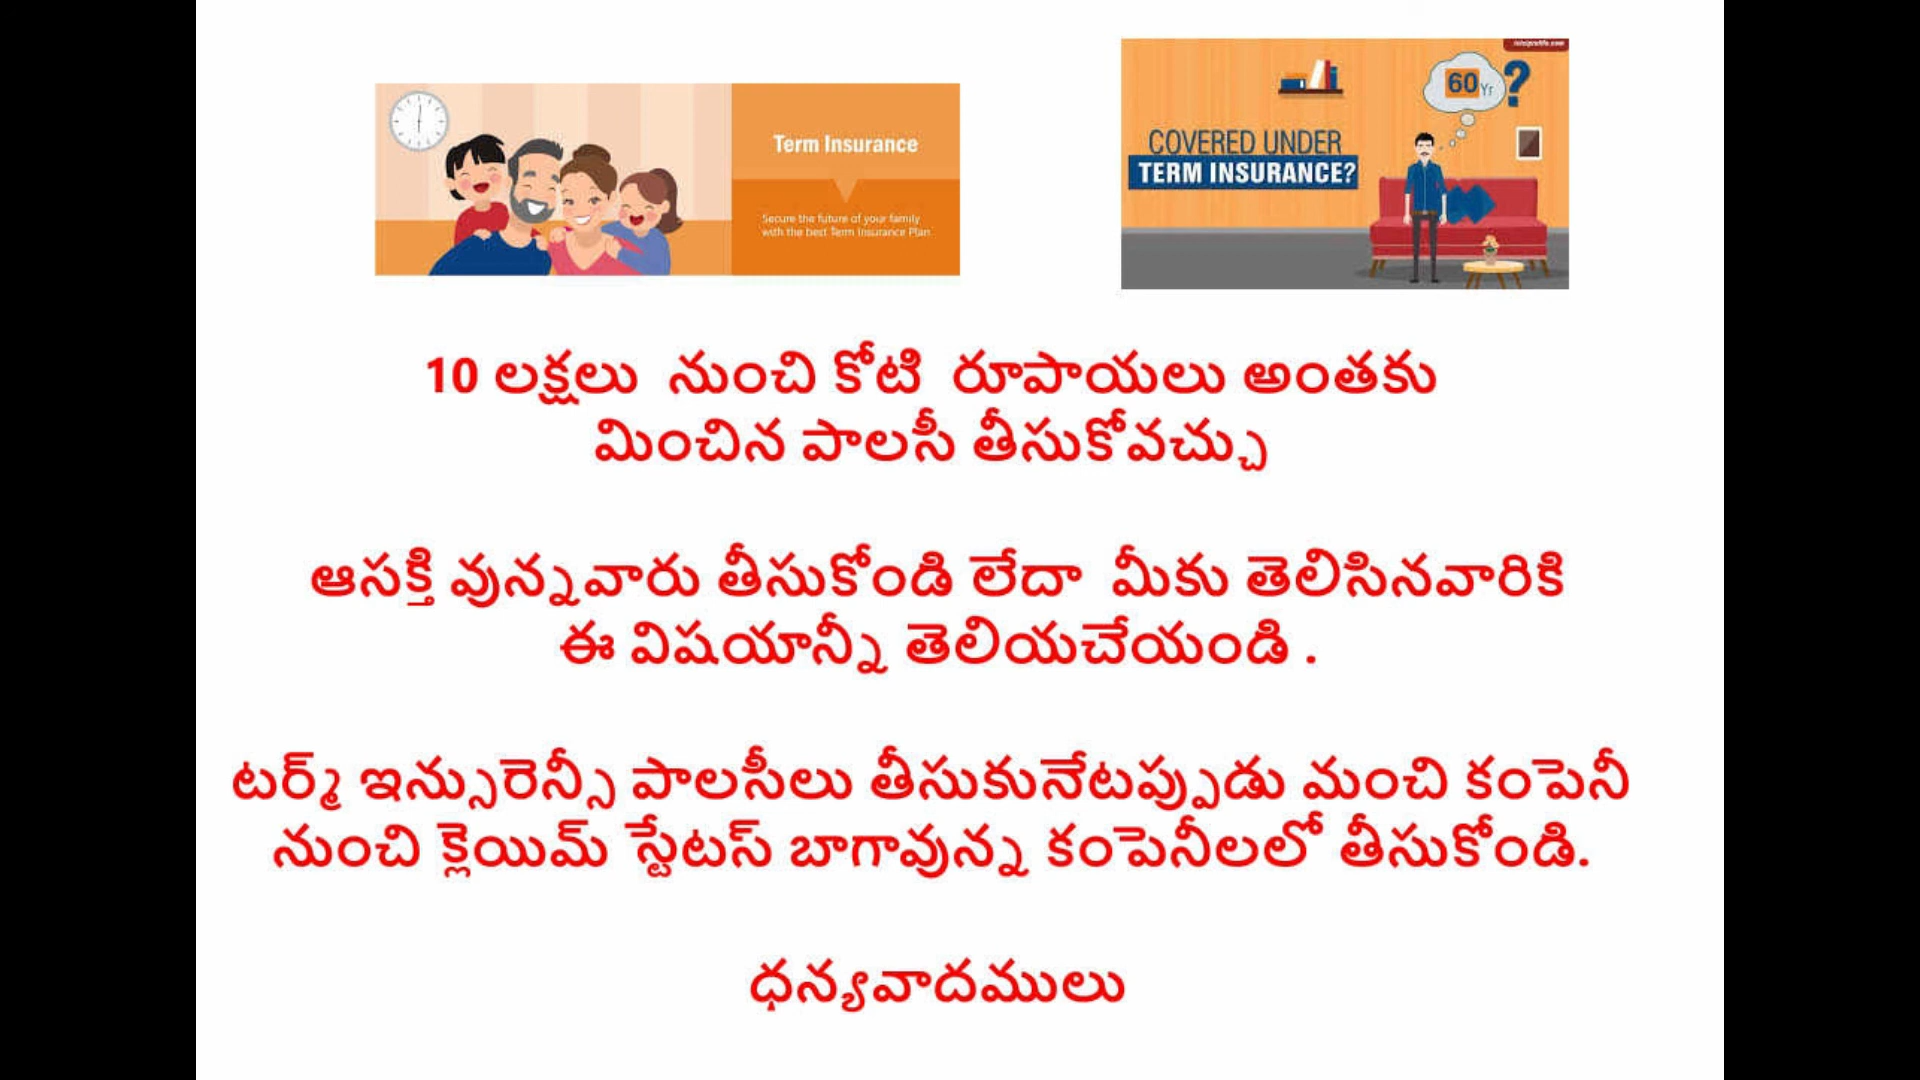 Term Insurance
Secure the future of your family
with the best Term Insurance Plan
60 Yr ?
COVERED UNDER
TERM INSURANCE?
10 లక్షలు నుంచి కోటి రూపాయలు అంతకు
మించిన పాలసీ తీసుకోవచ్చు
ఆసక్తి వున్నవారు తీసుకోండి లేదా మీకు తెలిసినవారికి
ఈ విషయాన్నీ తెలియచేయండి .
టర్మ్ ఇన్సురెన్సీ పాలసీలు తీసుకునేటప్పుడు మంచి కంపెనీ
నుంచి క్లెయిమ్ స్టేటస్ బాగావున్న కంపెనీలలో తీసుకోండి.
ధన్యవాదములు